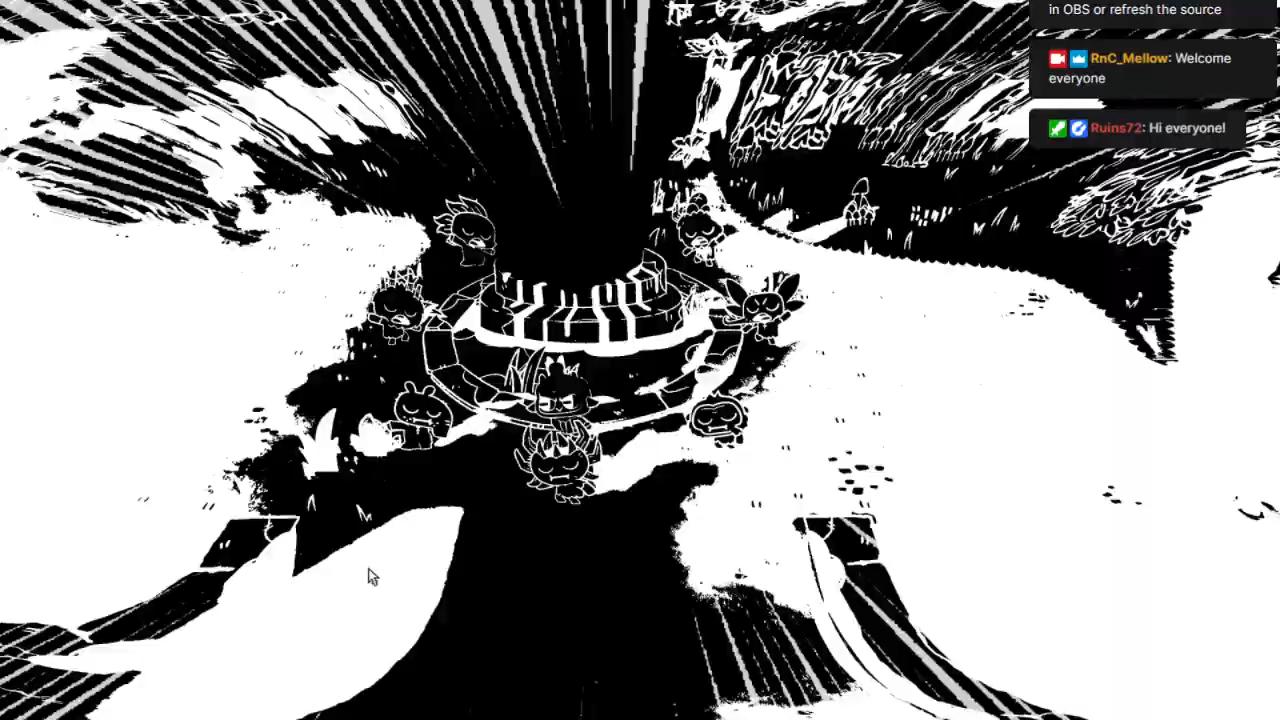 in OBS or refresh the source
RnC_Mellow: Welcome
everyone
Ruins72: Hi everyone!